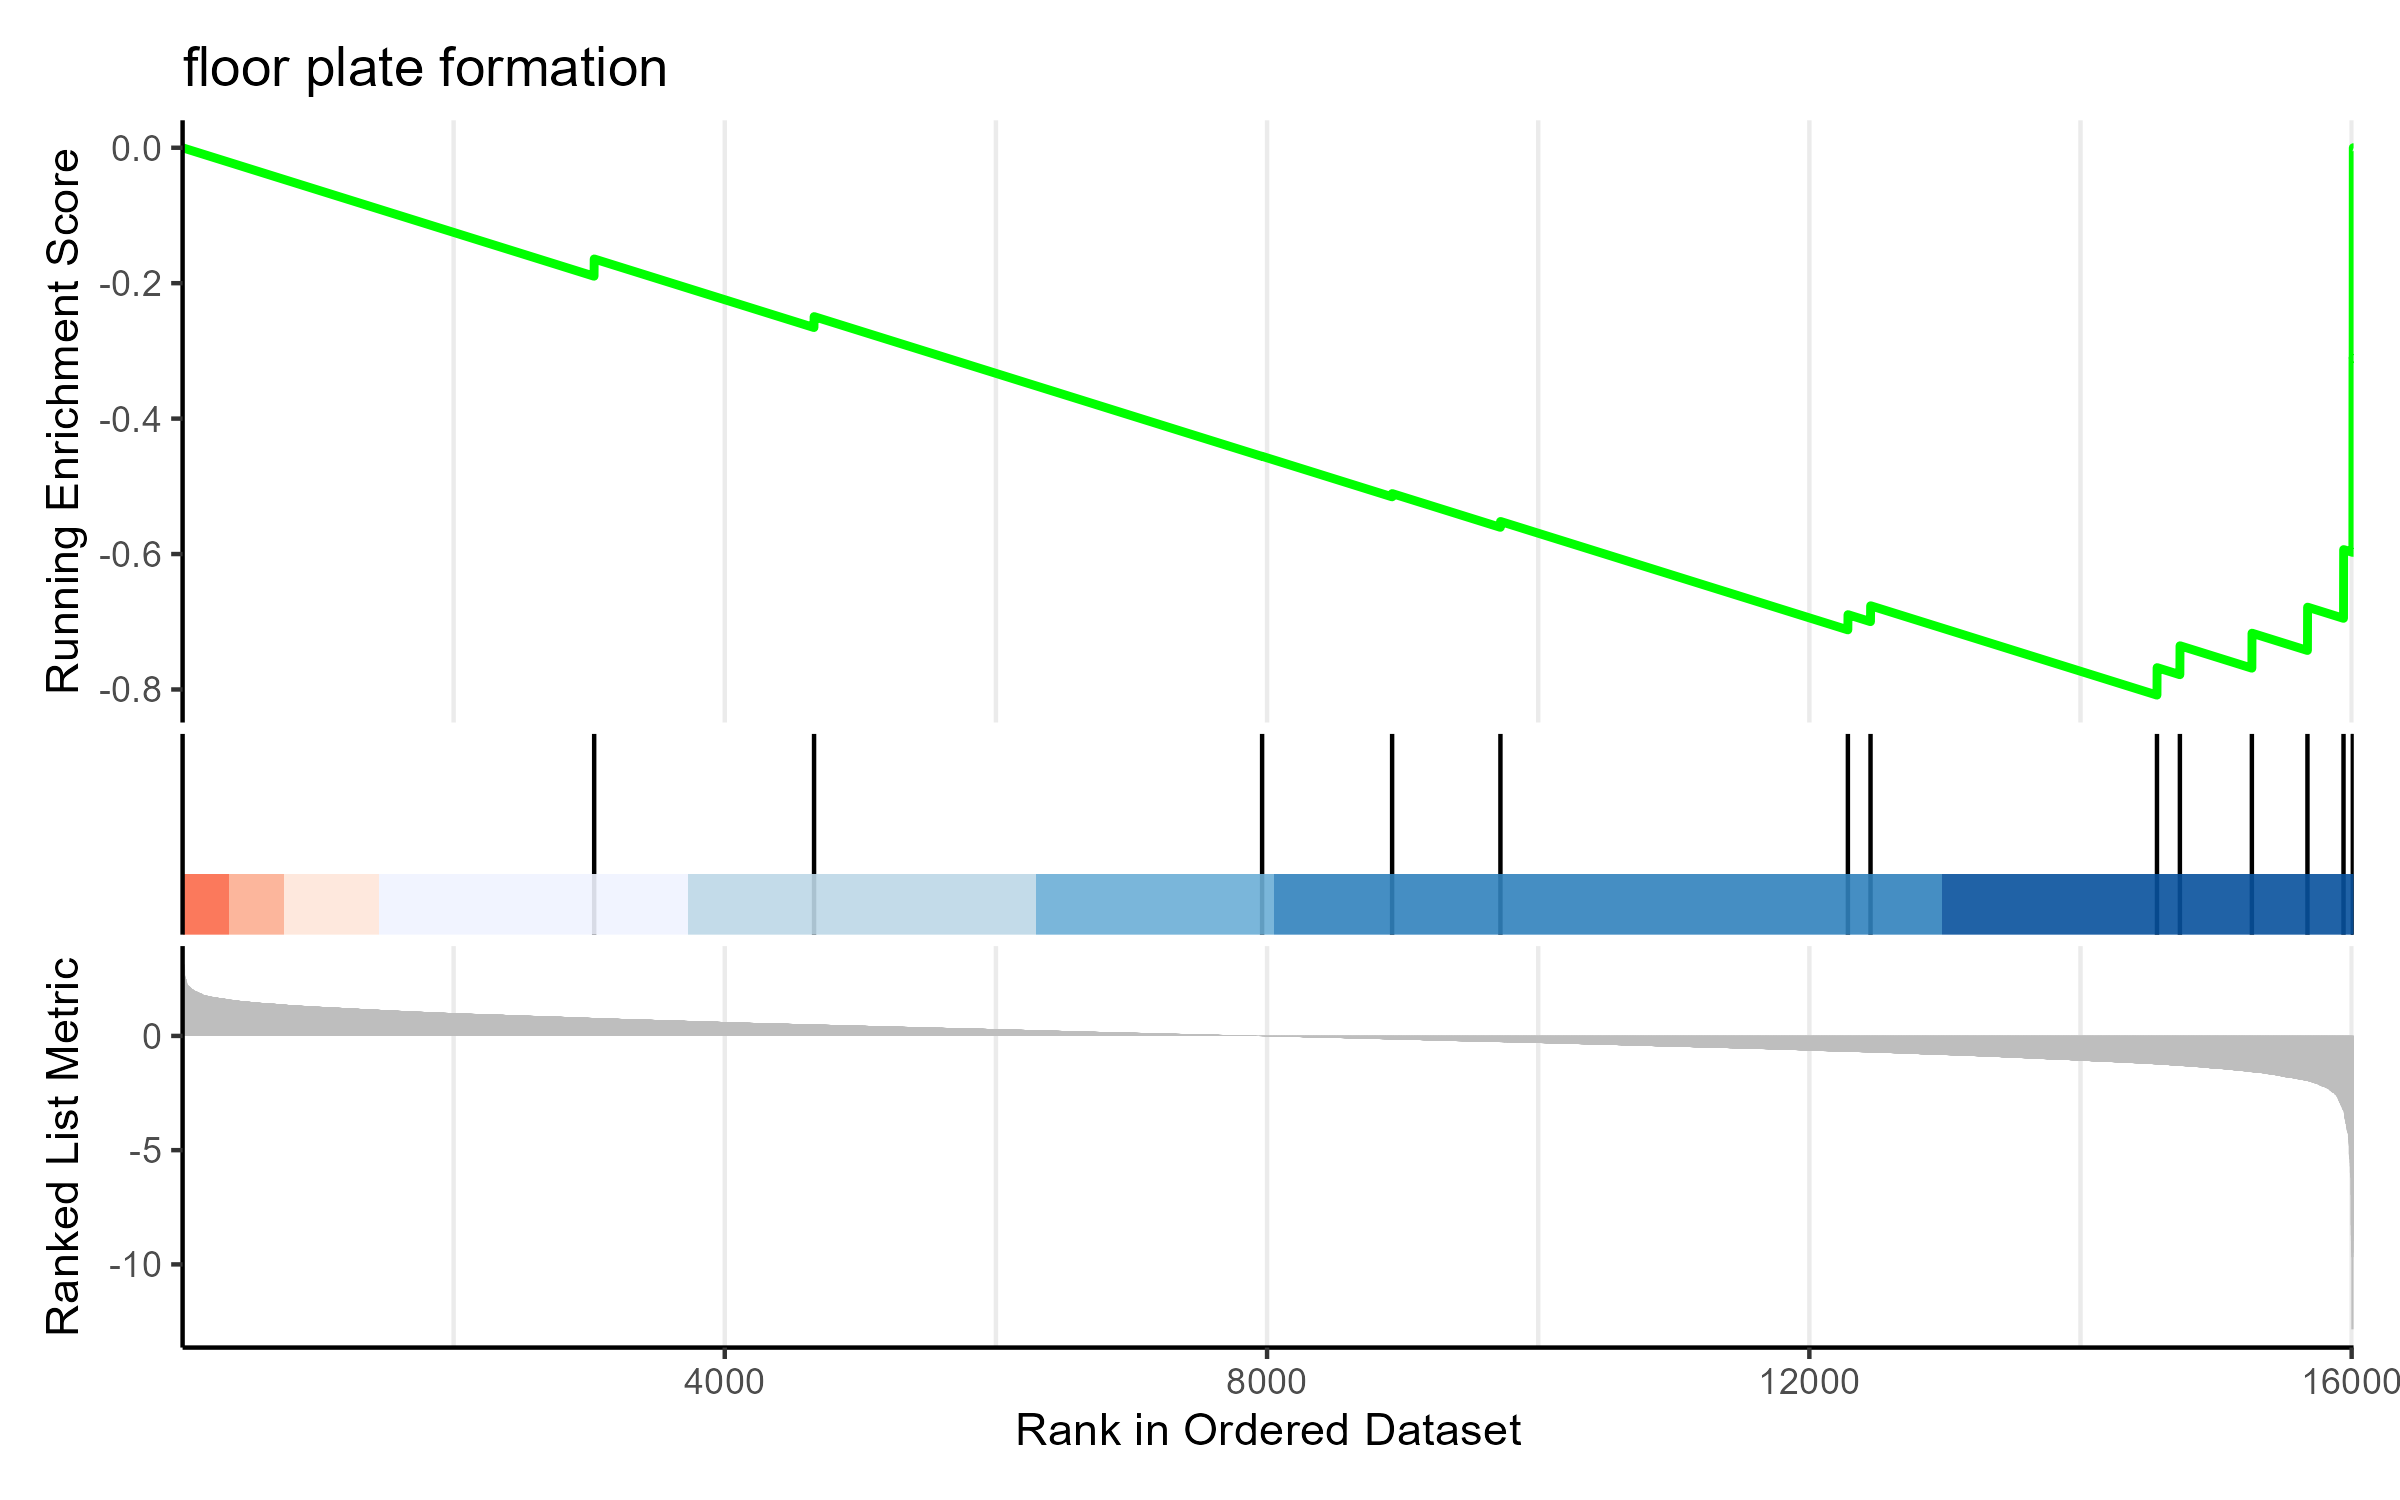 floor plate formation
Running Enrichment Score
0.0
-0.2
-0.4
-0.6
-0.8
Ranked List Metric
0
-5
-10
4000 8000 12000 16000
Rank in Ordered Dataset